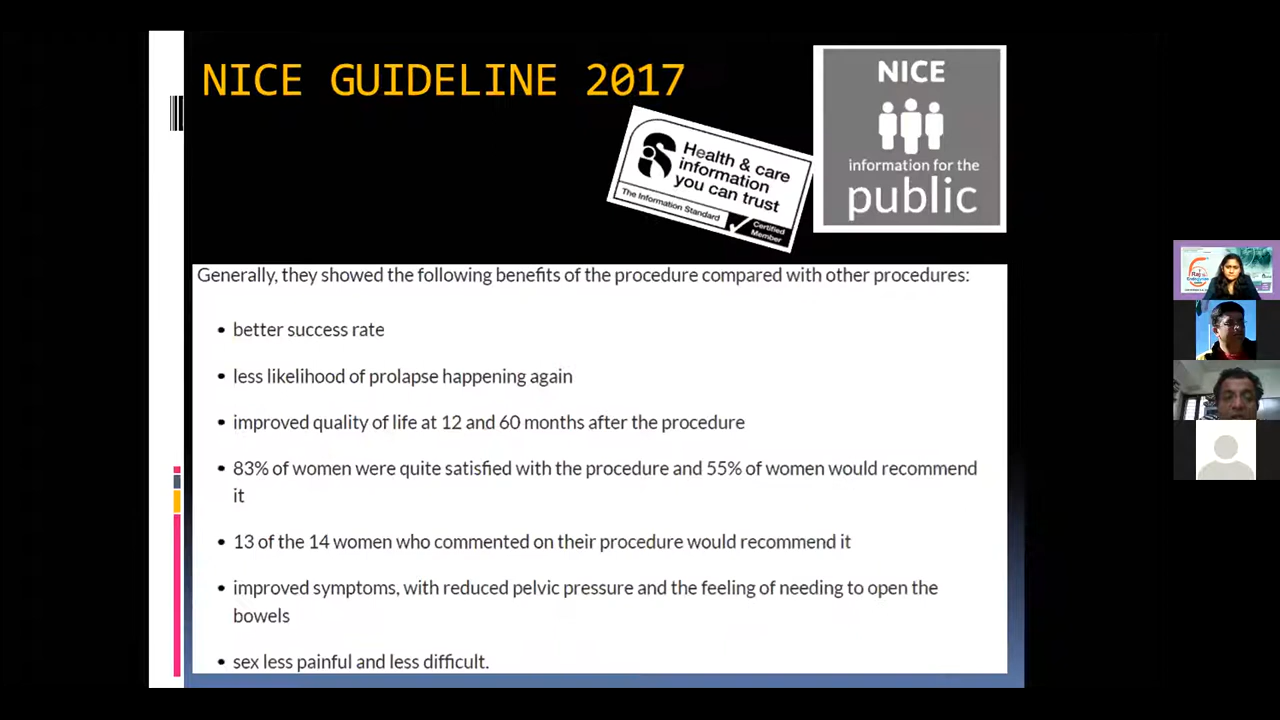 NICE GUIDELINE 2017
NICE
information for the
public
Health & care
information
you can trust
The Information Standard
Certified
Member
Generally, they showed the following benefits of the procedure compared with other procedures:
• better success rate
• less likelihood of prolapse happening again
• improved quality of life at 12 and 60 months after the procedure
• 83% of women were quite satisfied with the procedure and 55% of women would recommend
it
• 13 of the 14 women who commented on their procedure would recommend it
• improved symptoms, with reduced pelvic pressure and the feeling of needing to open the
bowels
• sex less painful and less difficult.